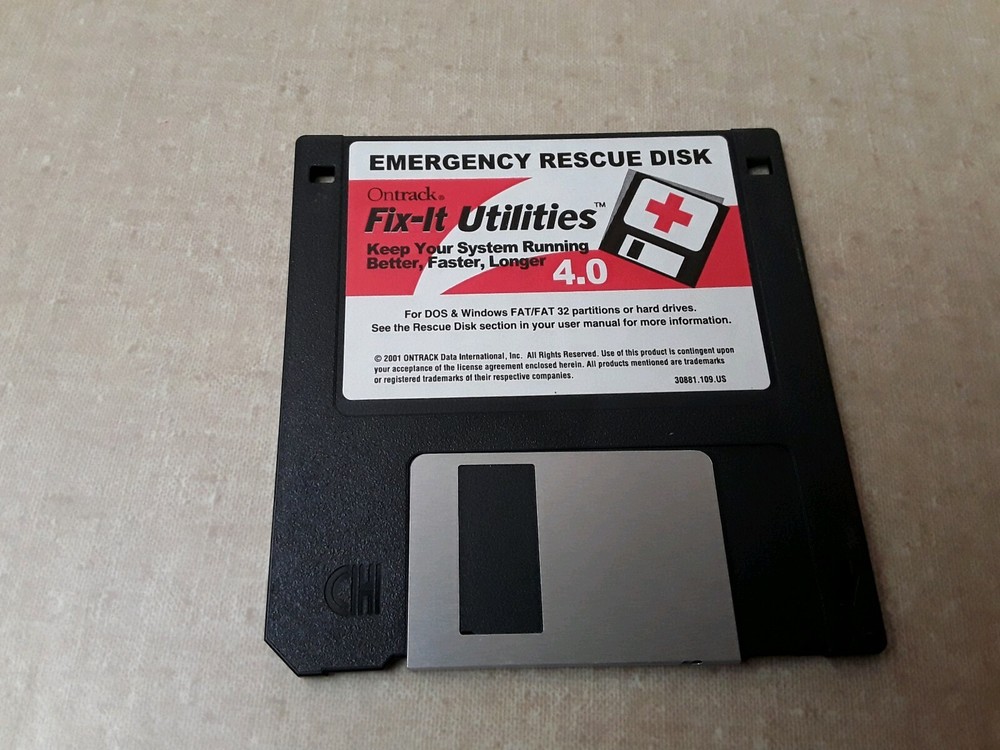 EMERGENCY RESCUE DISK
Ontrack®
Fix-It Utilities™
Keep Your System Running
Better, Faster, Longer
4.0
For DOS & Windows FAT/FAT 32 partitions or hard drives.
See the Rescue Disk section in your user manual for more information.
© 2001 ONTRACK Data International, Inc. All Rights Reserved. Use of this product is contingent upon
your acceptance of the license agreement enclosed herein. All products mentioned are trademarks
or registered trademarks of their respective companies.
30881.109.US
HD